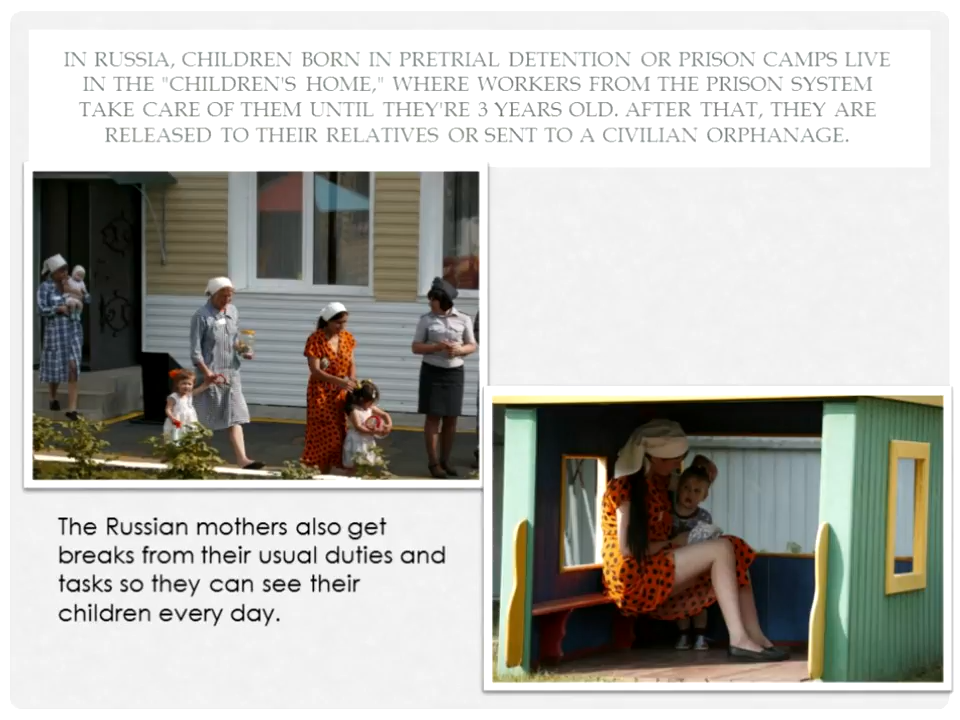 IN RUSSIA, CHILDREN BORN IN PRETRIAL DETENTION OR PRISON CAMPS LIVE
IN THE "CHILDREN'S HOME," WHERE WORKERS FROM THE PRISON SYSTEM
TAKE CARE OF THEM UNTIL THEY'RE 3 YEARS OLD. AFTER THAT, THEY ARE
RELEASED TO THEIR RELATIVES OR SENT TO A CIVILIAN ORPHANAGE.
The Russian mothers also get
breaks from their usual duties and
tasks so they can see their
children every day.